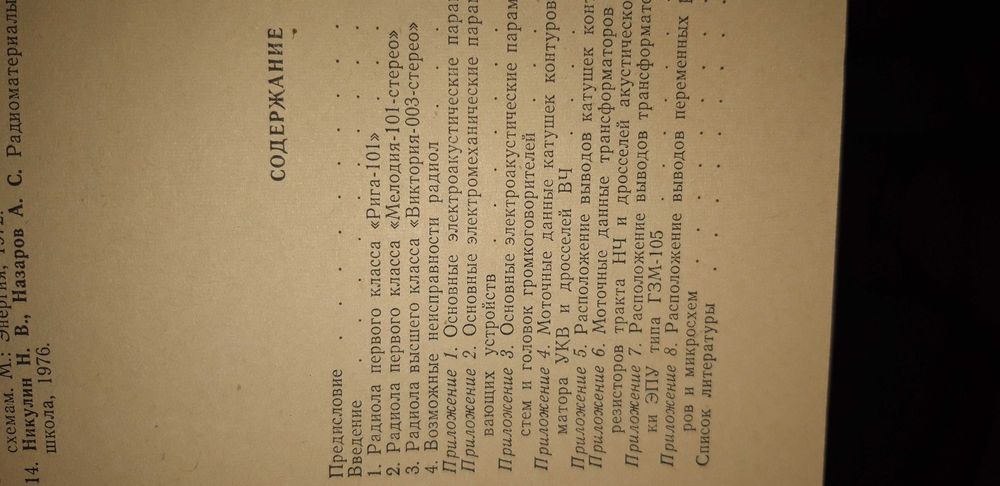 схемам. М.: Энергия, 1972.
14. Никулин Н. В., Назаров А. С. Радиоматериалы
школа, 1976.
СОДЕРЖАНИЕ
Предисловие
Введение . . . . . . . . . .
1. Радиола первого класса «Рига-101» . . . .
2. Радиола первого класса «Мелодия-101-стерео»
3. Радиола высшего класса «Виктория-003-стерео»
4. Возможные неисправности радиол . . . .
Приложение 1. Основные электроакустические пара
Приложение 2. Основные электромеханические пара
вающих устройств . . . . . . . .
Приложение 3. Основные электроакустические парам
стем и головок громкоговорителей . . .
Приложение 4. Моточные данные катушек контуров
матора УКВ и дросселей ВЧ . . . .
Приложение 5. Расположение выводов катушек конт
Приложение 6. Моточные данные трансформаторов
резисторов тракта НЧ и дросселей акустическо
Приложение 7. Расположение выводов трансформато
ки ЭПУ типа ГЗМ-105 . . . . .
Приложение 8. Расположение выводов переменных
ров и микросхем . . . . . . .
Список литературы . . . . . . .